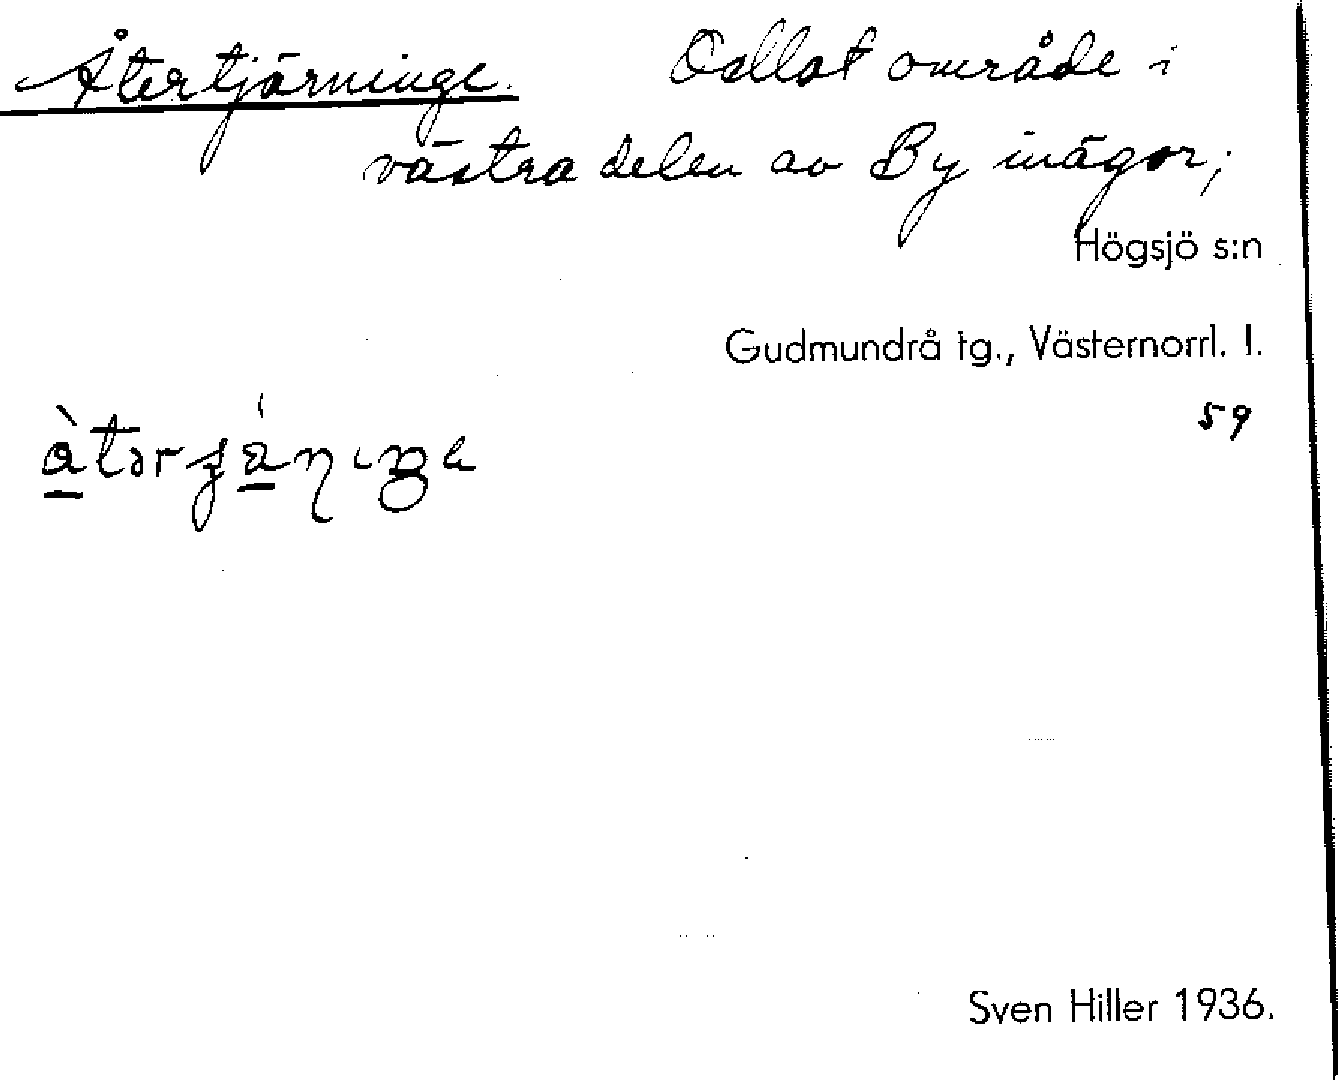 Återtjärninge. Odlat område i
västra delen av By inägor;
Högsjö s:n
Gudmundrå tg., Västernorrl. l.
59
Sven Hiller 1936.